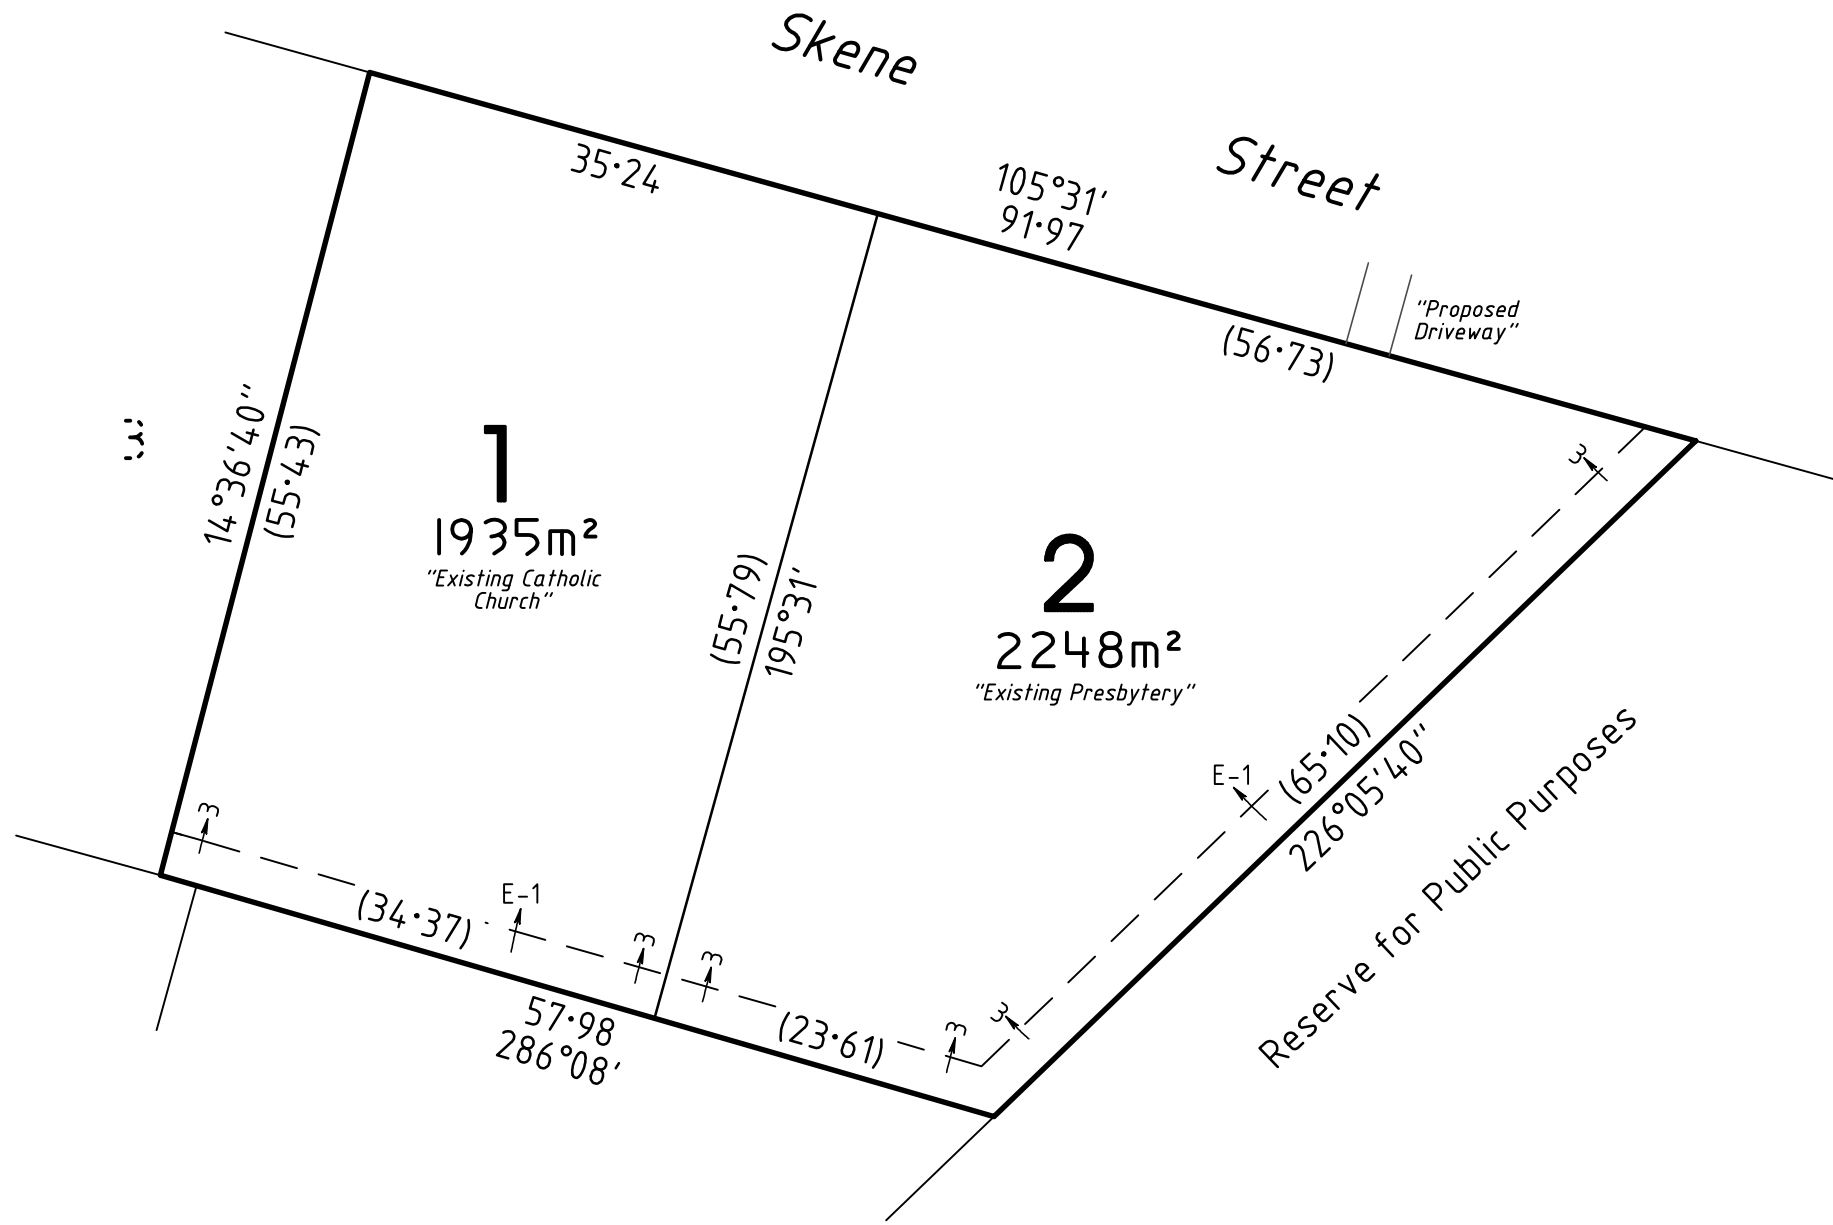 Skene
Street
35·24
105°31'
91·97
"Proposed
Driveway"
(56·73)
14°36'40"
(55·43)
1
1935m²
"Existing Catholic
Church"
(55·79)
195°31'
2
2248m²
"Existing Presbytery"
3
E-1
(65·10)
226°05'40"
Reserve for Public Purposes
3
(34·37)
E-1
3
3
(23·61)
3
3
57·98
286°08'